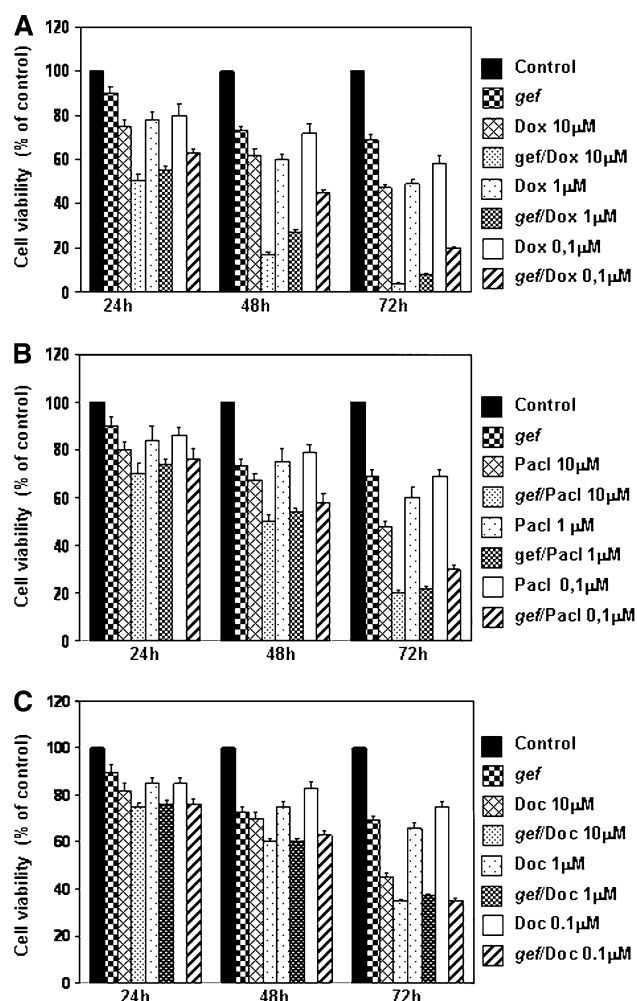 A
Cell viability (% of control)
120
100
80
60
40
20
0
24h
48h
72h
Control
gef
Dox 10µM
gef/Dox 10µM
Dox 1µM
gef/Dox 1µM
Dox 0,1µM
gef/Dox 0,1µM
B
Cell viability (% of control)
120
100
80
60
40
20
0
24h
48h
72h
Control
gef
Pacl 10µM
gef/Pacl 10µM
Pacl 1 µM
gef/Pacl 1µM
Pacl 0,1µM
gef/Pacl 0,1µM
C
Cell viability (% of control)
120
100
80
60
40
20
0
24h
48h
72h
Control
gef
Doc 10µM
gef/Doc 10µM
Doc 1µM
gef/Doc 1µM
Doc 0.1µM
gef/Doc 0.1µM